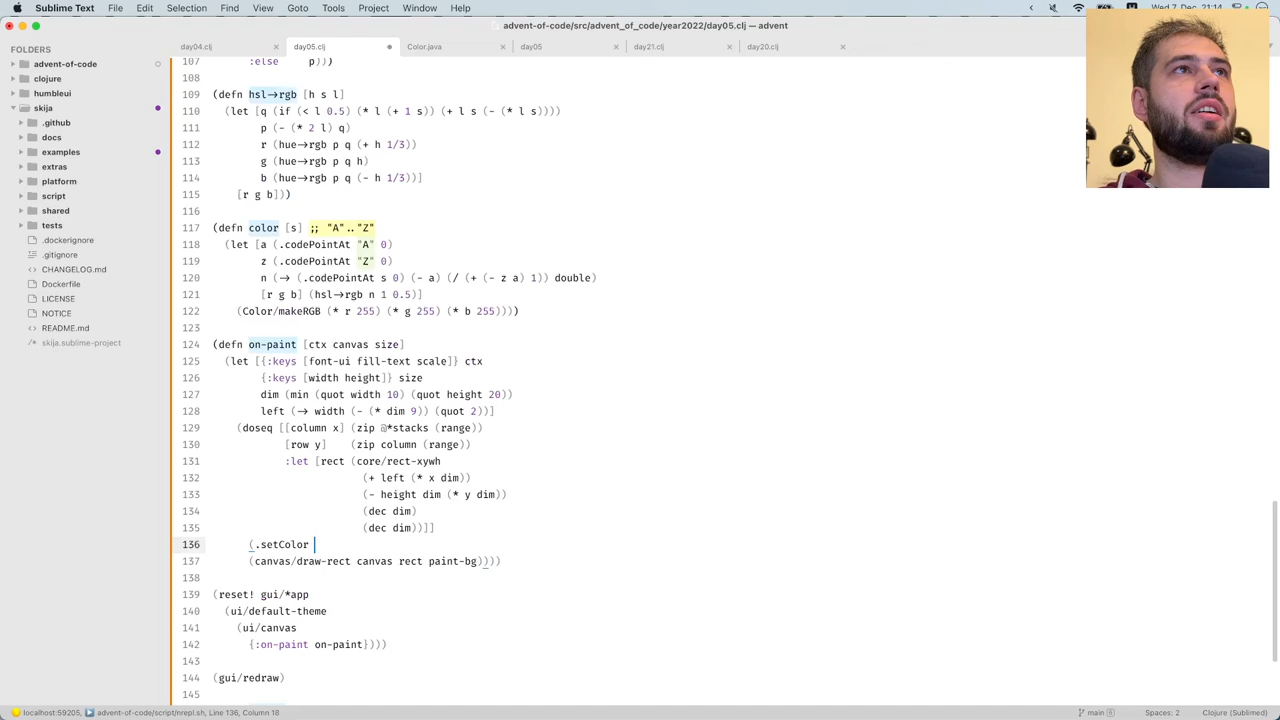 Sublime Text File Edit Selection Find Goto Tools Project Window Help
W 7. Dec 21:14
advent-of-code/src/advent_of_code/year2022/day05.clj — advent
FOLDERS
advent-of-code
clojure
humbleui
skija
.github
docs
examples
extras
platform
script
shared
tests
.dockerignore
.gitignore
CHANGELOG.md
Dockerfile
LICENSE
NOTICE
README.md
skija.sublime-project
day04.clj
day05.clj
Color.java
day05
day21.clj
day20.clj
107 :else p)))
108
109 (defn hsl->rgb [h s l]
110 (let [q (if (< l 0.5) (* l (+ 1 s)) (+ l s (- (* l s))))
111 p (- (* 2 l) q)
112 r (hue->rgb p q (+ h 1/3))
113 g (hue->rgb p q h)
114 b (hue->rgb p q (- h 1/3))]
115 [r g b]))
116
117 (defn color [s] ;; "A".."Z"
118 (let [a (.codePointAt "A" 0)
119 z (.codePointAt "Z" 0)
120 n (-> (.codePointAt s 0) (- a) (/ (+ (- z a) 1)) double)
121 [r g b] (hsl->rgb n 1 0.5)]
122 (Color/makeRGB (* r 255) (* g 255) (* b 255))))
123
124 (defn on-paint [ctx canvas size]
125 (let [{:keys [font-ui fill-text scale]} ctx
126 {:keys [width height]} size
127 dim (min (quot width 10) (quot height 20))
128 left (-> width (- (* dim 9)) (quot 2))]
129 (doseq [[column x] (zip @*stacks (range))
130 [row y] (zip column (range))
131 :let [rect (core/rect-xywh
132 (+ left (* x dim))
133 (- height dim (* y dim))
134 (dec dim)
135 (dec dim))]]
136 (.setColor
137 (canvas/draw-rect canvas rect paint-bg))))
138
139 (reset! gui/*app
140 (ui/default-theme
141 (ui/canvas
142 {:on-paint on-paint})))
143
144 (gui/redraw)
145
localhost:59205, advent-of-code/script/nrepl.sh, Line 136, Column 18
main 6
Spaces: 2
Clojure (Sublimed)